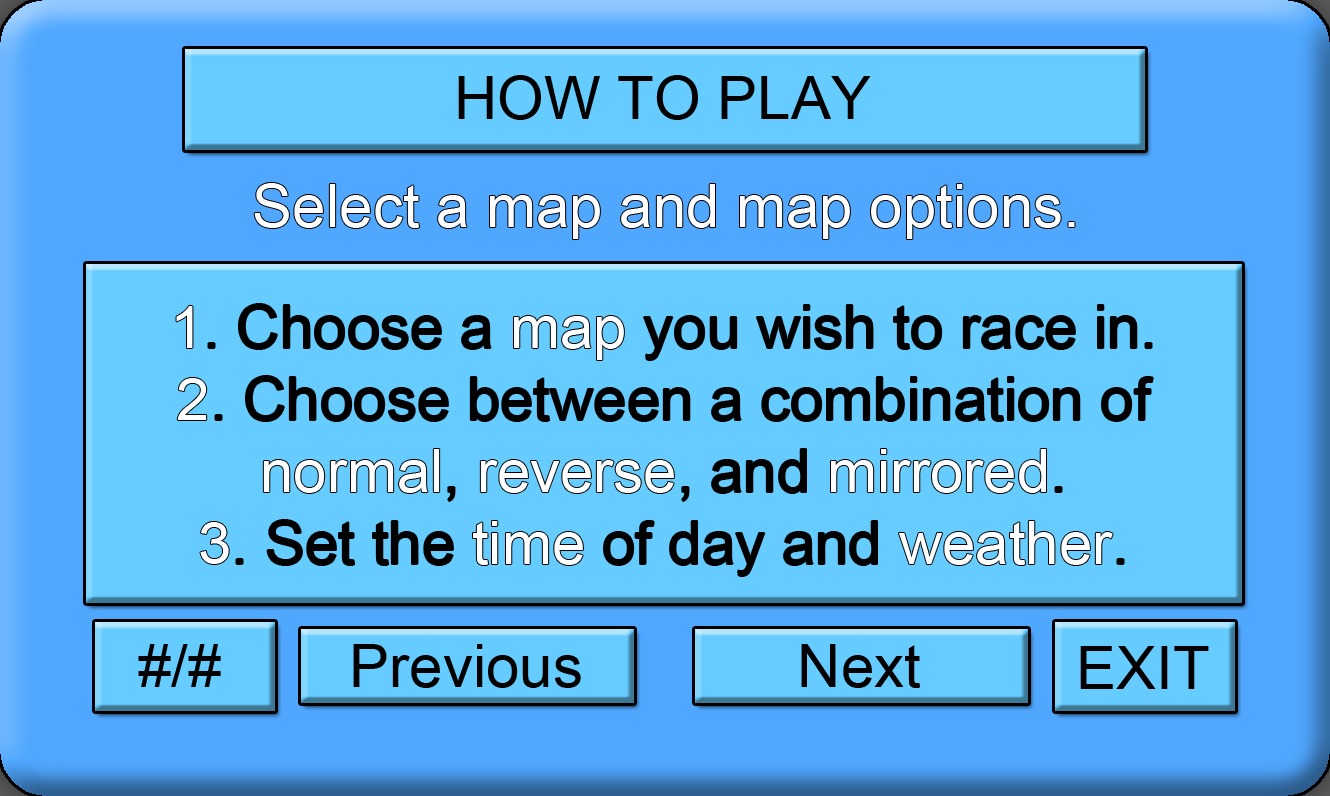 HOW TO PLAY
Select a map and map options.
1. Choose a map you wish to race in.
2. Choose between a combination of
normal, reverse, and mirrored.
3. Set the time of day and weather.
#/# Previous Next EXIT